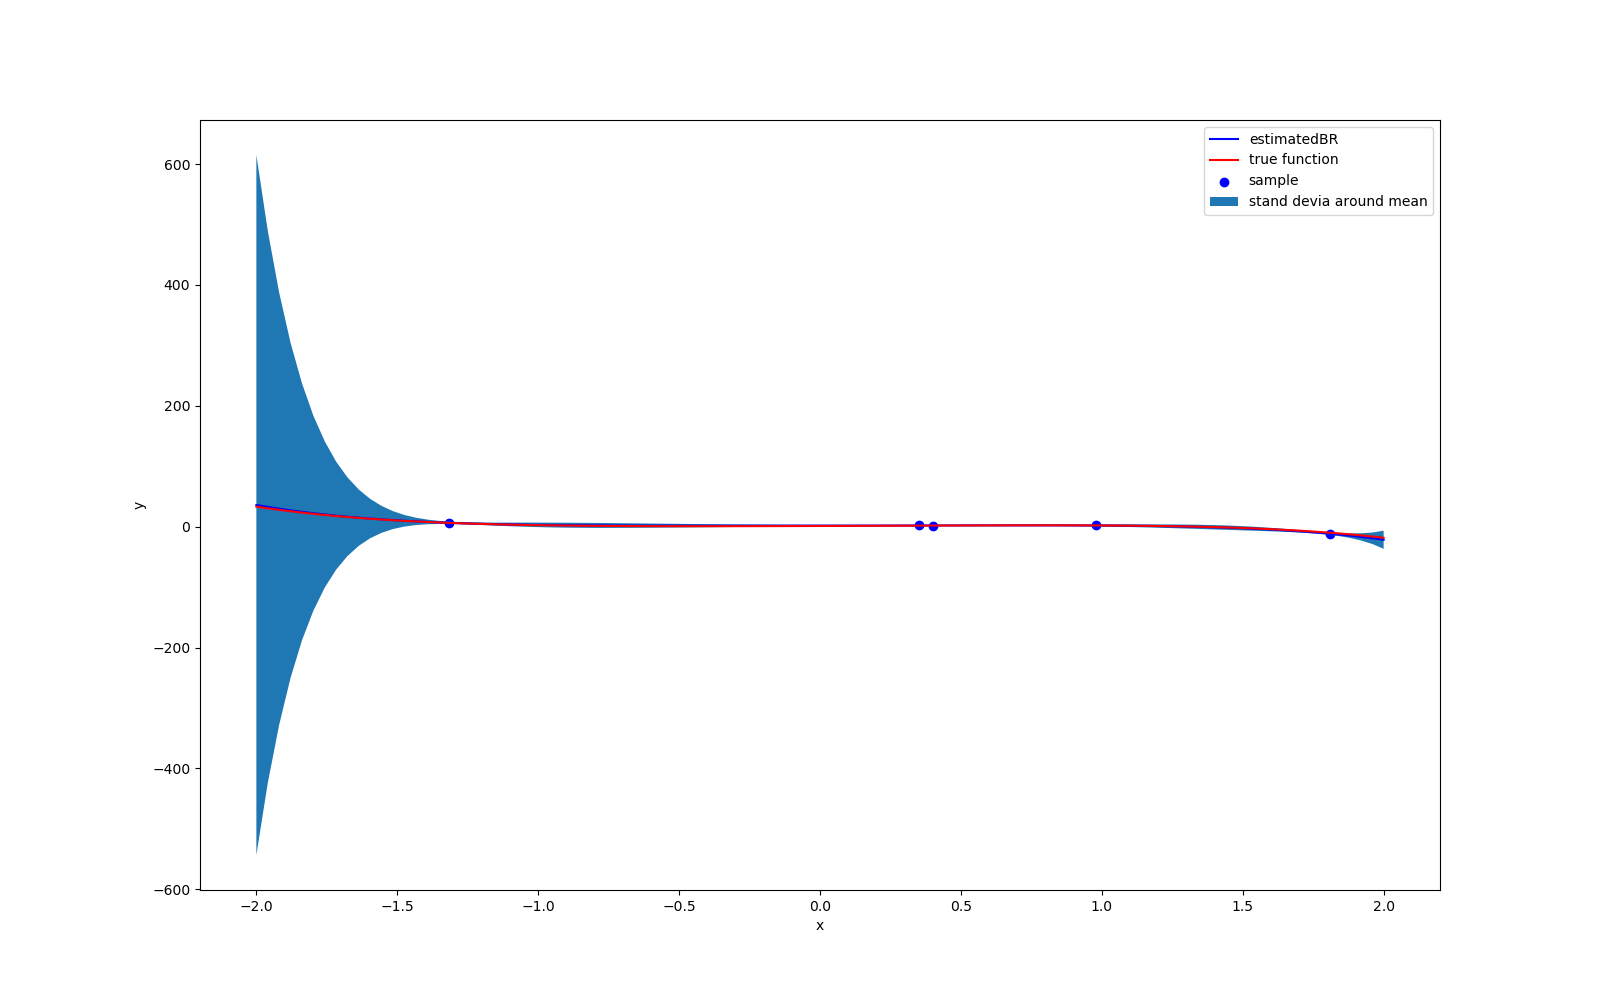 estimatedBR
true function
sample
stand devia around mean
600
400
200
0
−200
−400
−600
y
−2.0 −1.5 −1.0 −0.5 0.0 0.5 1.0 1.5 2.0
x